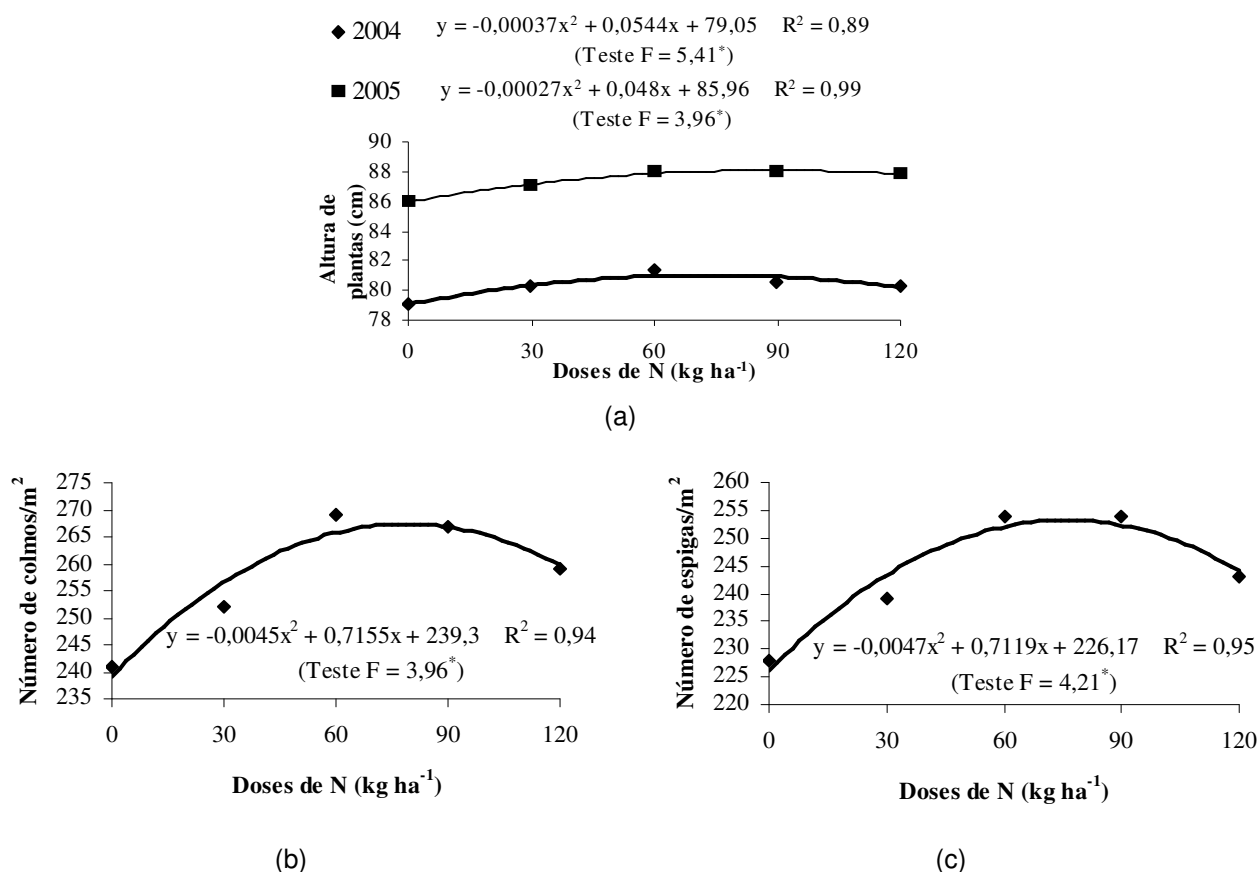 2004 y = -0,00037x² + 0,0544x + 79,05 R² = 0,89
(Teste F = 5,41*)
2005 y = -0,00027x² + 0,048x + 85,96 R² = 0,99
(Teste F = 3,96*)
Altura de
plantas (cm)
90
88
86
84
82
80
78
0 30 60 90 120
Doses de N (kg ha⁻¹)
(a)
Número de colmos/m²
275
270
265
260
255
250
245
240
235
y = -0,0045x² + 0,7155x + 239,3 R² = 0,94
(Teste F = 3,96*)
0 30 60 90 120
Doses de N (kg ha⁻¹)
(b)
Número de espigas/m²
260
255
250
245
240
235
230
225
220
y = -0,0047x² + 0,7119x + 226,17 R² = 0,95
(Teste F = 4,21*)
0 30 60 90 120
Doses de N (kg ha⁻¹)
(c)